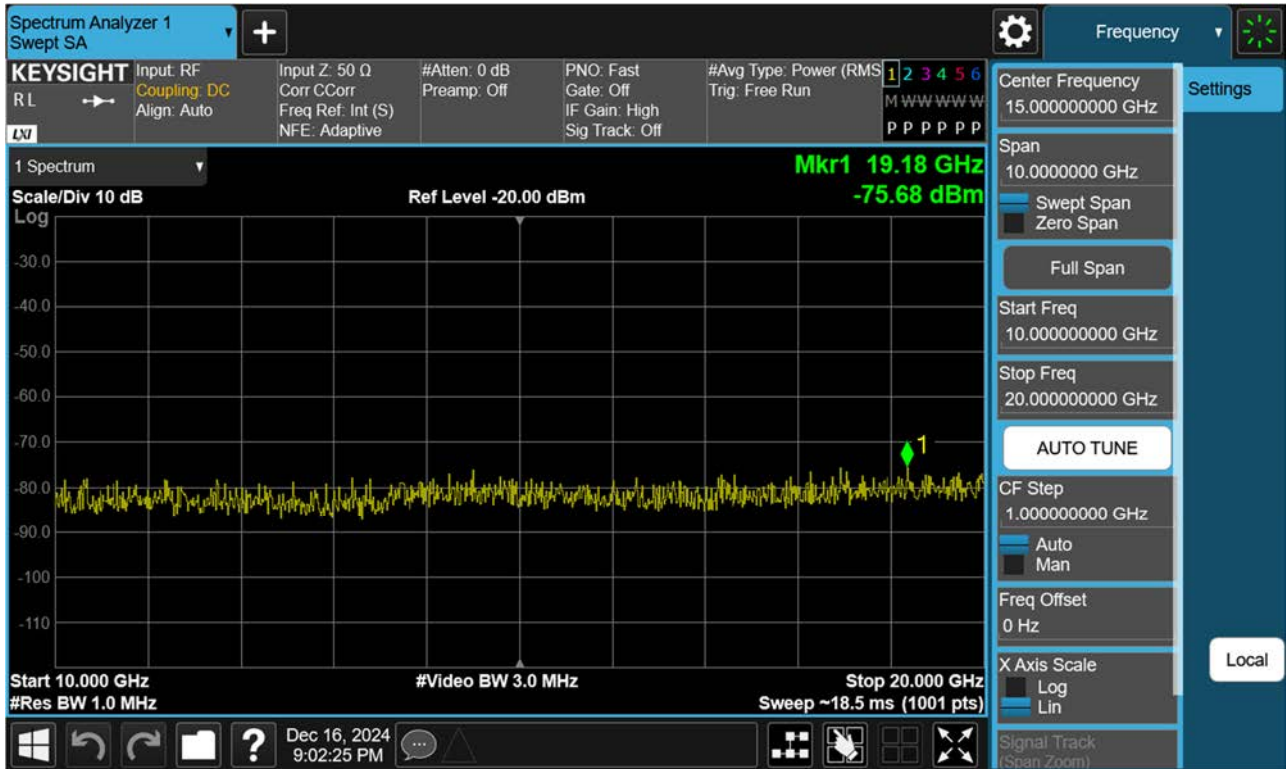 Spectrum Analyzer 1
Swept SA
Frequency
KEYSIGHT
R L
LXI
Input: RF
Coupling: DC
Align: Auto
Input Z: 50 Ω
Corr CCorr
Freq Ref: Int (S)
NFE: Adaptive
#Atten: 0 dB
Preamp: Off
PNO: Fast
Gate: Off
IF Gain: High
Sig Track: Off
#Avg Type: Power (RMS
Trig: Free Run
1 2 3 4 5 6
M W W W W W
P P P P P P
1 Spectrum
Scale/Div 10 dB
Ref Level -20.00 dBm
Mkr1 19.18 GHz
-75.68 dBm
Log
-30.0
-40.0
-50.0
-60.0
-70.0
-80.0
-90.0
-100
-110
1
Start 10.000 GHz
#Res BW 1.0 MHz
#Video BW 3.0 MHz
Stop 20.000 GHz
Sweep ~18.5 ms (1001 pts)
Center Frequency
15.000000000 GHz
Span
10.0000000 GHz
Swept Span
Zero Span
Full Span
Start Freq
10.000000000 GHz
Stop Freq
20.000000000 GHz
AUTO TUNE
CF Step
1.000000000 GHz
Auto
Man
Freq Offset
0 Hz
X Axis Scale
Log
Lin
Signal Track
(Span Zoom)
Settings
Local
?
Dec 16, 2024
9:02:25 PM